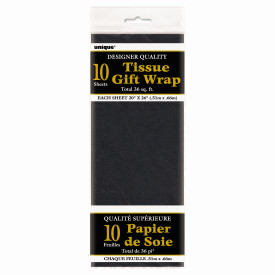 unique
DESIGNER QUALITY
10 Sheets
Tissue
Gift Wrap
Total 36 sq. ft.
EACH SHEET 20" X 26" (.51m x .66m)
QUALITÉ SUPÉRIEURE
10 Feuilles
Papier
de Soie
Total de 36 pi²
CHAQUE FEUILLE .51m x .66m